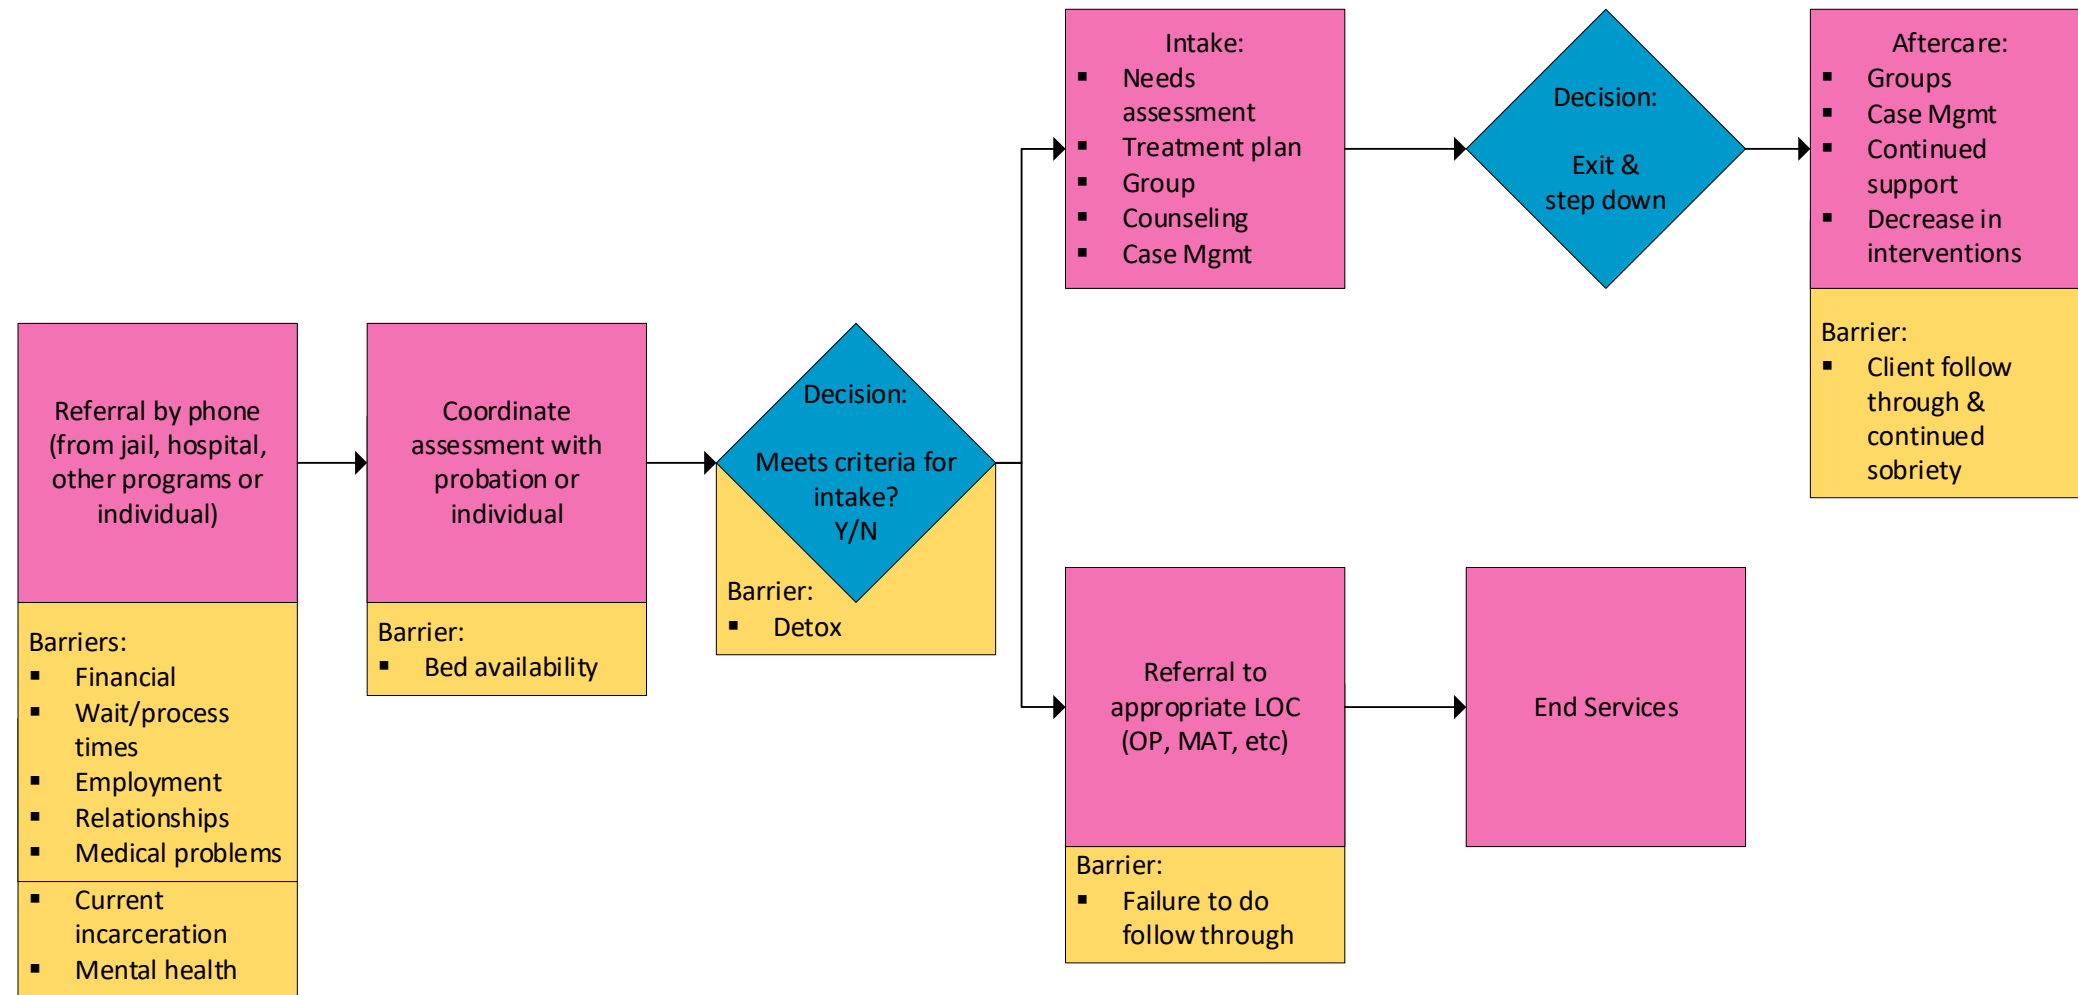 Referral by phone
(from jail, hospital,
other programs or
individual)
Barriers:
▪ Financial
▪ Wait/process
times
▪ Employment
▪ Relationships
▪ Medical problems
▪ Current
incarceration
▪ Mental health
Coordinate
assessment with
probation or
individual
Barrier:
▪ Bed availability
Decision:
Meets criteria for
intake?
Y/N
Barrier:
▪ Detox
Intake:
▪ Needs
assessment
▪ Treatment plan
▪ Group
▪ Counseling
▪ Case Mgmt
Decision:
Exit &
step down
Aftercare:
▪ Groups
▪ Case Mgmt
▪ Continued
support
▪ Decrease in
interventions
Barrier:
▪ Client follow
through &
continued
sobriety
Referral to
appropriate LOC
(OP, MAT, etc)
Barrier:
▪ Failure to do
follow through
End Services